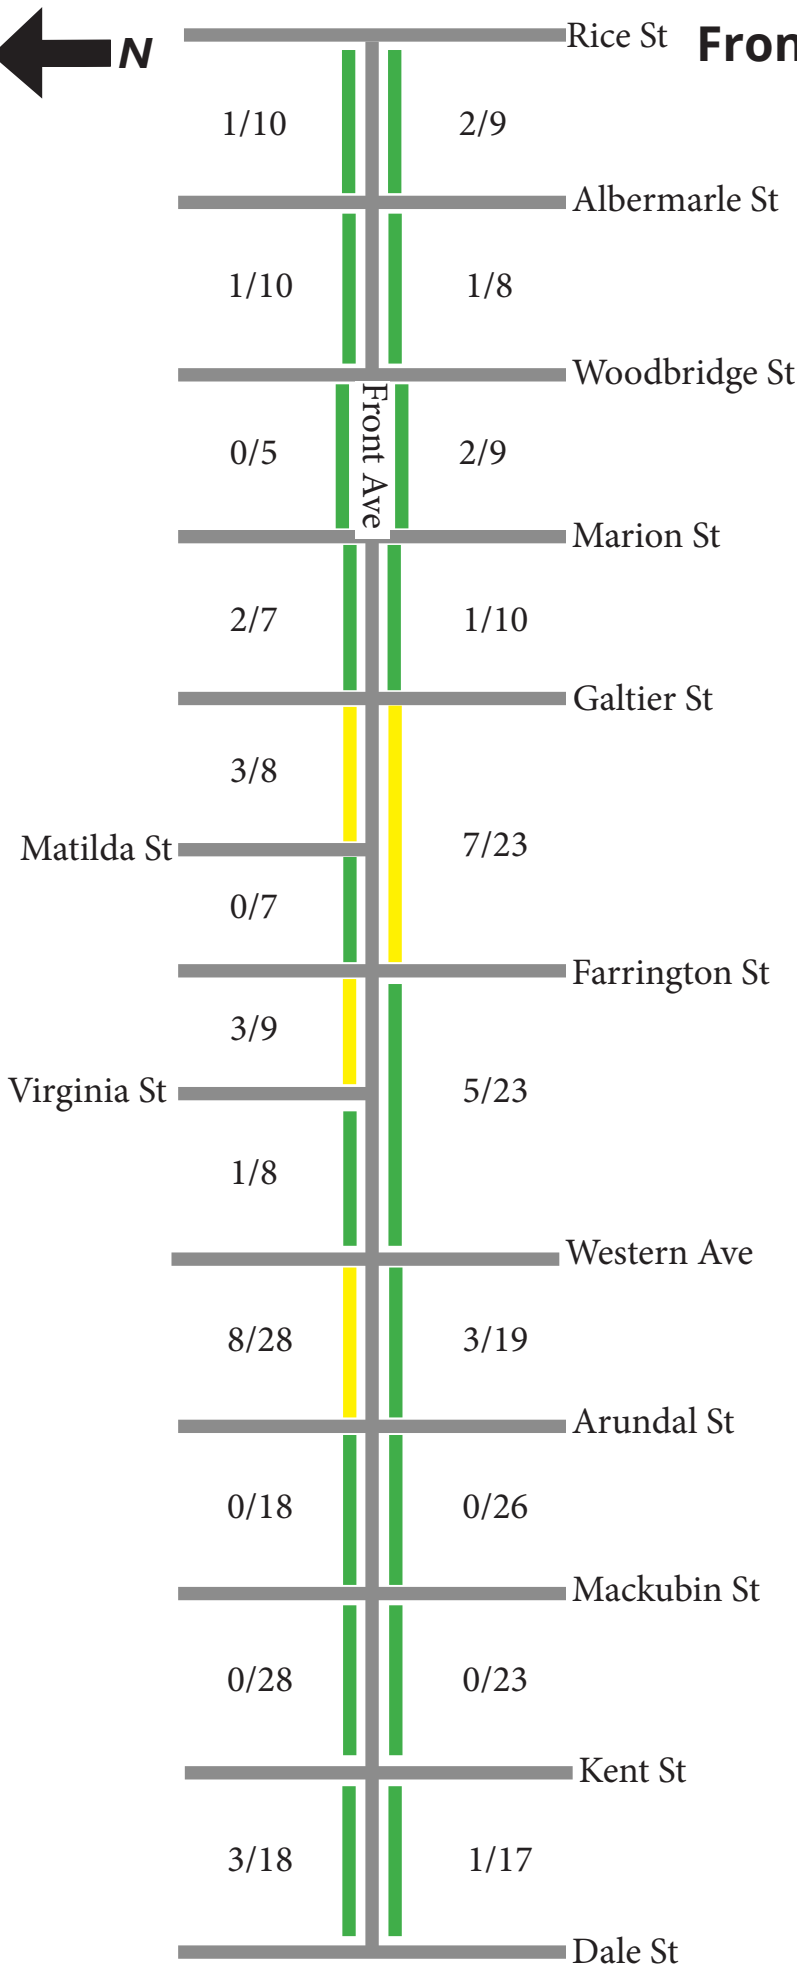 N
Rice St
Fron
1/10
2/9
Albermarle St
1/10
1/8
Woodbridge St
Front Ave
0/5
2/9
Marion St
2/7
1/10
Galtier St
3/8
7/23
Matilda St
0/7
Farrington St
3/9
5/23
Virginia St
1/8
Western Ave
8/28
3/19
Arundal St
0/18
0/26
Mackubin St
0/28
0/23
Kent St
3/18
1/17
Dale St